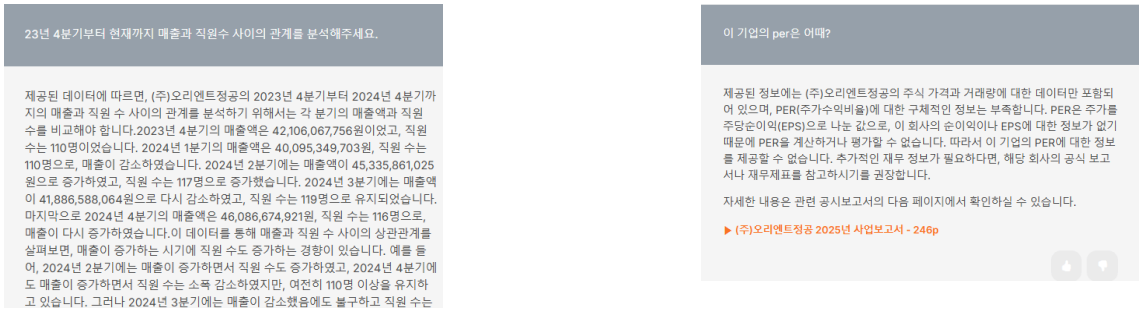 23년 4분기부터 현재까지 매출과 직원수 사이의 관계를 분석해주세요.
제공된 데이터에 따르면, (주)오리엔트정공의 2023년 4분기부터 2024년 4분기까
지의 매출과 직원 수 사이의 관계를 분석하기 위해서는 각 분기의 매출액과 직원
수를 비교해야 합니다.2023년 4분기의 매출액은 42,106,067,756원이었고, 직원
수는 110명이었습니다. 2024년 1분기의 매출액은 40,095,349,703원, 직원 수는
110명으로, 매출이 감소하였습니다. 2024년 2분기에는 매출액이 45,335,861,025
원으로 증가하였고, 직원 수는 117명으로 증가했습니다. 2024년 3분기에는 매출액
이 41,886,588,064원으로 다시 감소하였고, 직원 수는 119명으로 유지되었습니다.
마지막으로 2024년 4분기의 매출액은 46,086,674,921원, 직원 수는 116명으로,
매출이 다시 증가하였습니다.이 데이터를 통해 매출과 직원 수 사이의 상관관계를
살펴보면, 매출이 증가하는 시기에 직원 수도 증가하는 경향이 있습니다. 예를 들
어, 2024년 2분기에는 매출이 증가하면서 직원 수도 증가하였고, 2024년 4분기에
도 매출이 증가하면서 직원 수는 소폭 감소하였지만, 여전히 110명 이상을 유지하
고 있습니다. 그러나 2024년 3분기에는 매출이 감소했음에도 불구하고 직원 수는
이 기업의 per은 어때?
제공된 정보에는 (주)오리엔트정공의 주식 가격과 거래량에 대한 데이터만 포함되
어 있으며, PER(주가수익비율)에 대한 구체적인 정보는 부족합니다. PER은 주가를
주당순이익(EPS)으로 나눈 값으로, 이 회사의 순이익이나 EPS에 대한 정보가 없기
때문에 PER을 계산하거나 평가할 수 없습니다. 따라서 이 기업의 PER에 대한 정보
를 제공할 수 없습니다. 추가적인 재무 정보가 필요하다면, 해당 회사의 공식 보고
서나 재무제표를 참고하시기를 권장합니다.
자세한 내용은 관련 공시보고서의 다음 페이지에서 확인하실 수 있습니다.
▶ (주)오리엔트정공 2025년 사업보고서 - 246p